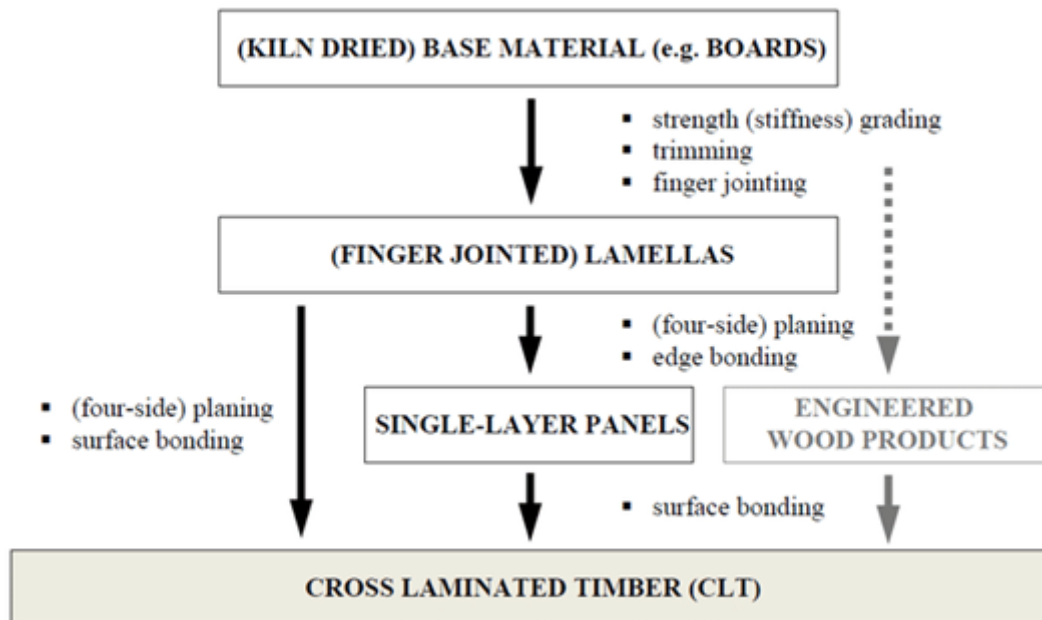 (KILN DRIED) BASE MATERIAL (e.g. BOARDS)
▪ strength (stiffness) grading
▪ trimming
▪ finger jointing
(FINGER JOINTED) LAMELLAS
▪ (four-side) planing
▪ edge bonding
▪ (four-side) planing
▪ surface bonding
SINGLE-LAYER PANELS
ENGINEERED
WOOD PRODUCTS
▪ surface bonding
CROSS LAMINATED TIMBER (CLT)